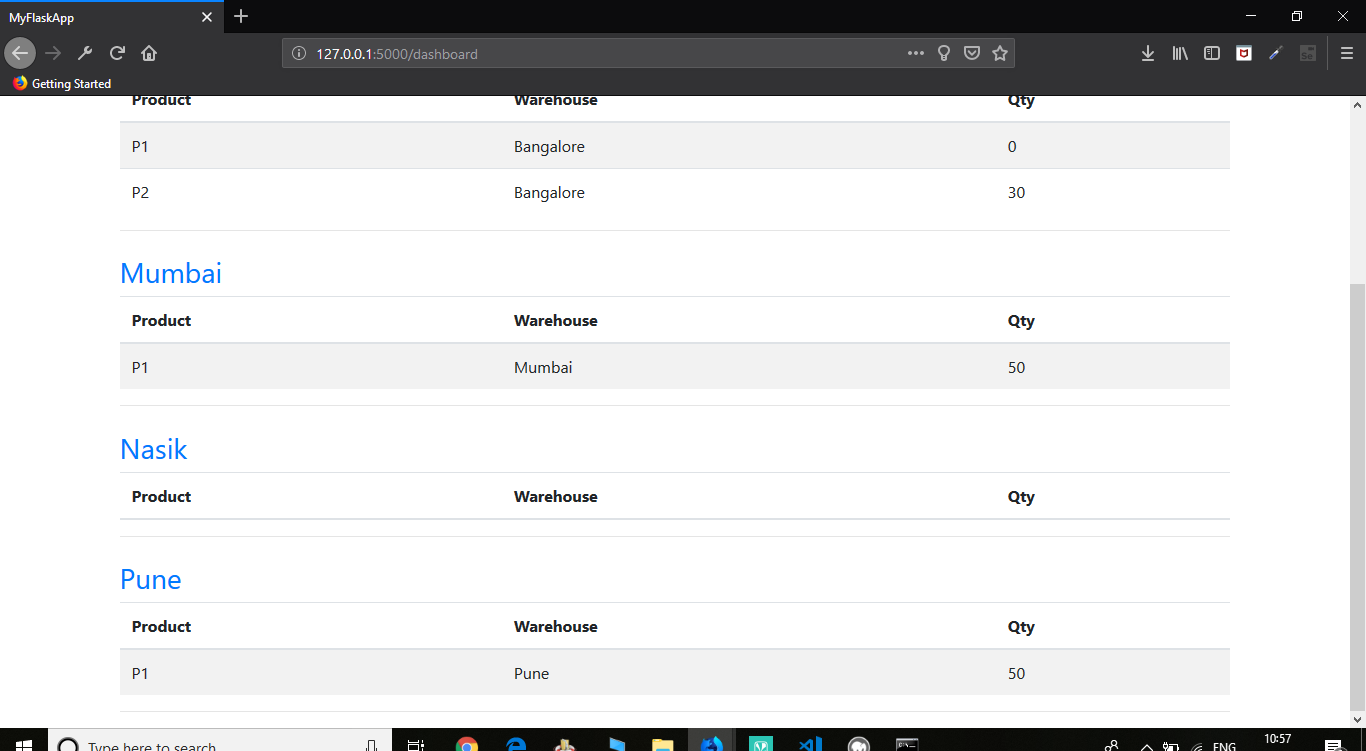 MyFlaskApp
127.0.0.1:5000/dashboard
Getting Started
Product Warehouse Qty
P1 Bangalore 0
P2 Bangalore 30
Mumbai
Product Warehouse Qty
P1 Mumbai 50
Nasik
Product Warehouse Qty
Pune
Product Warehouse Qty
P1 Pune 50
Type here to search
ENG
10:57